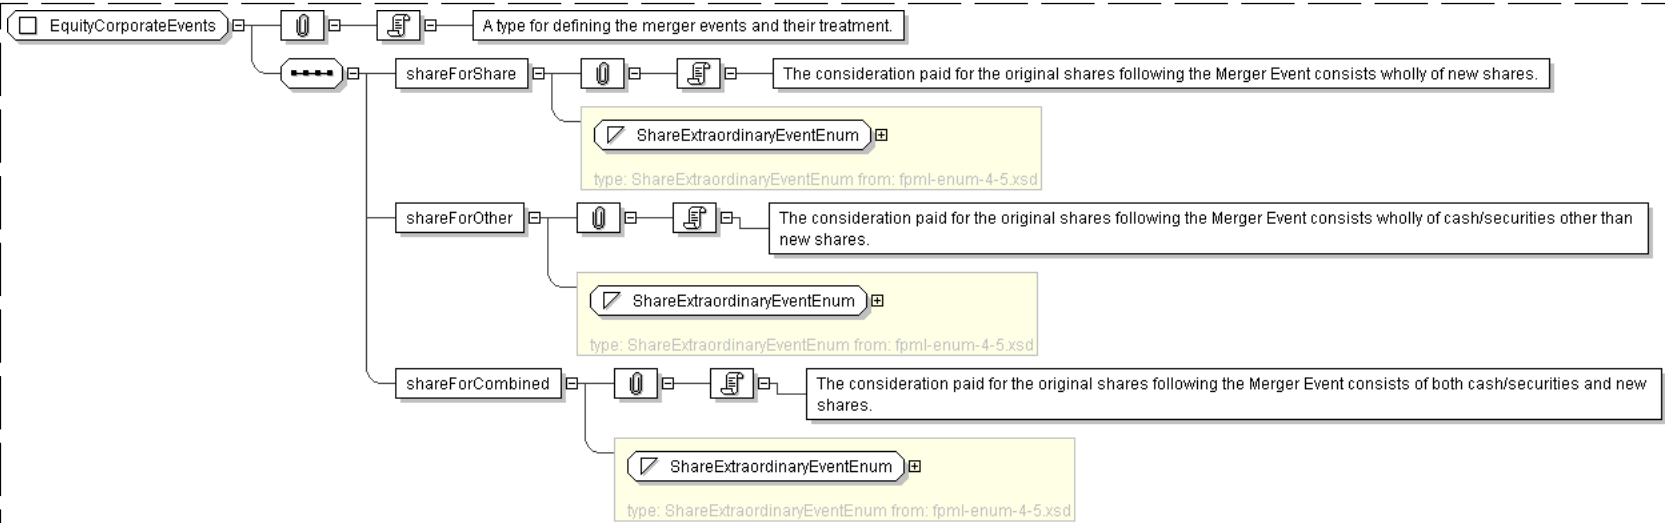 EquityCorporateEvents
A type for defining the merger events and their treatment.
shareForShare
The consideration paid for the original shares following the Merger Event consists wholly of new shares.
ShareExtraordinaryEventEnum
type: ShareExtraordinaryEventEnum from: fpml-enum-4-5.xsd
shareForOther
The consideration paid for the original shares following the Merger Event consists wholly of cash/securities other than
new shares.
ShareExtraordinaryEventEnum
type: ShareExtraordinaryEventEnum from: fpml-enum-4-5.xsd
shareForCombined
The consideration paid for the original shares following the Merger Event consists of both cash/securities and new
shares.
ShareExtraordinaryEventEnum
type: ShareExtraordinaryEventEnum from: fpml-enum-4-5.xsd